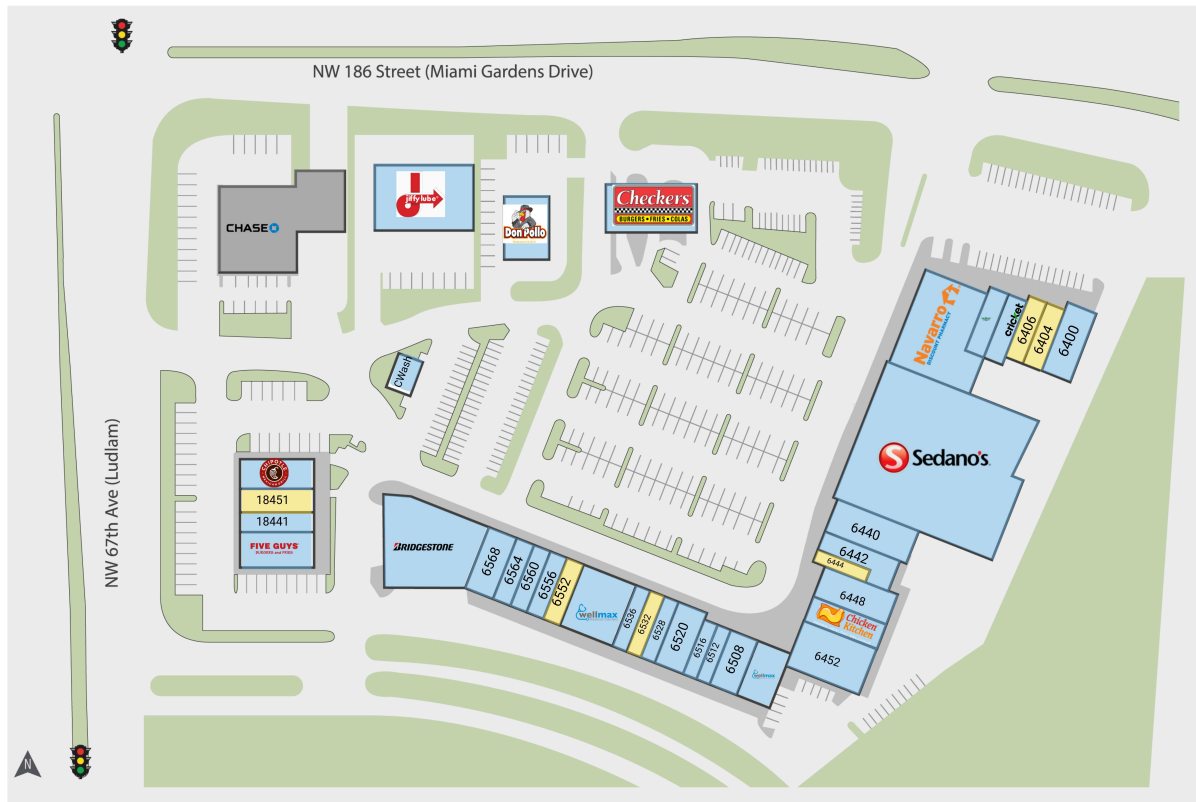 NW 186 Street (Miami Gardens Drive)
NW 67th Ave (Ludlam)
CHASE
jiffy lube
Don Pollo
Checkers
BURGERS • FRIES • COLAS
CWash
CHIPOTLE
18451
18441
FIVE GUYS
BURGERS and FRIES
Navarro
DISCOUNT PHARMACY
cricket
6406
6404
6400
Sedano's
6440
6442
6444
6448
Chicken
Kitchen
6452
BRIDGESTONE
6568
6564
6560
6556
6552
wellmax
6536
6532
6528
6520
6516
6512
6508
wellmax
N